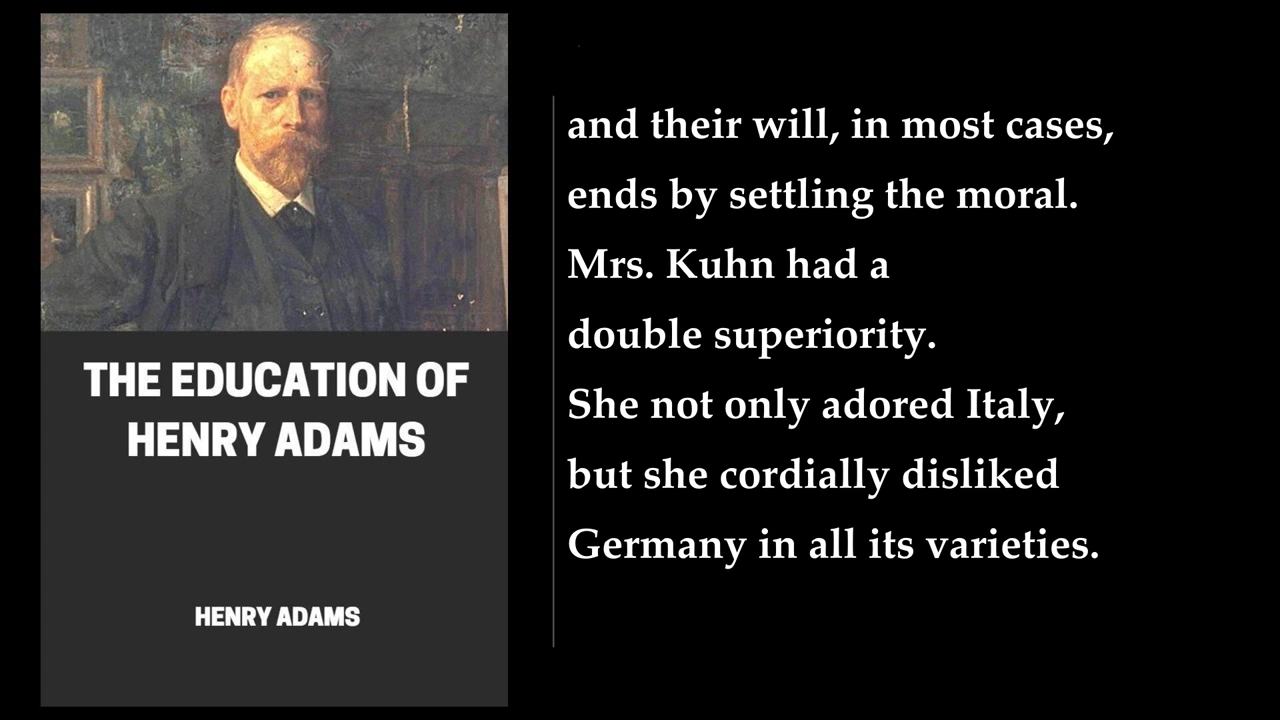 THE EDUCATION OF
HENRY ADAMS
HENRY ADAMS
and their will, in most cases,
ends by settling the moral.
Mrs. Kuhn had a
double superiority.
She not only adored Italy,
but she cordially disliked
Germany in all its varieties.